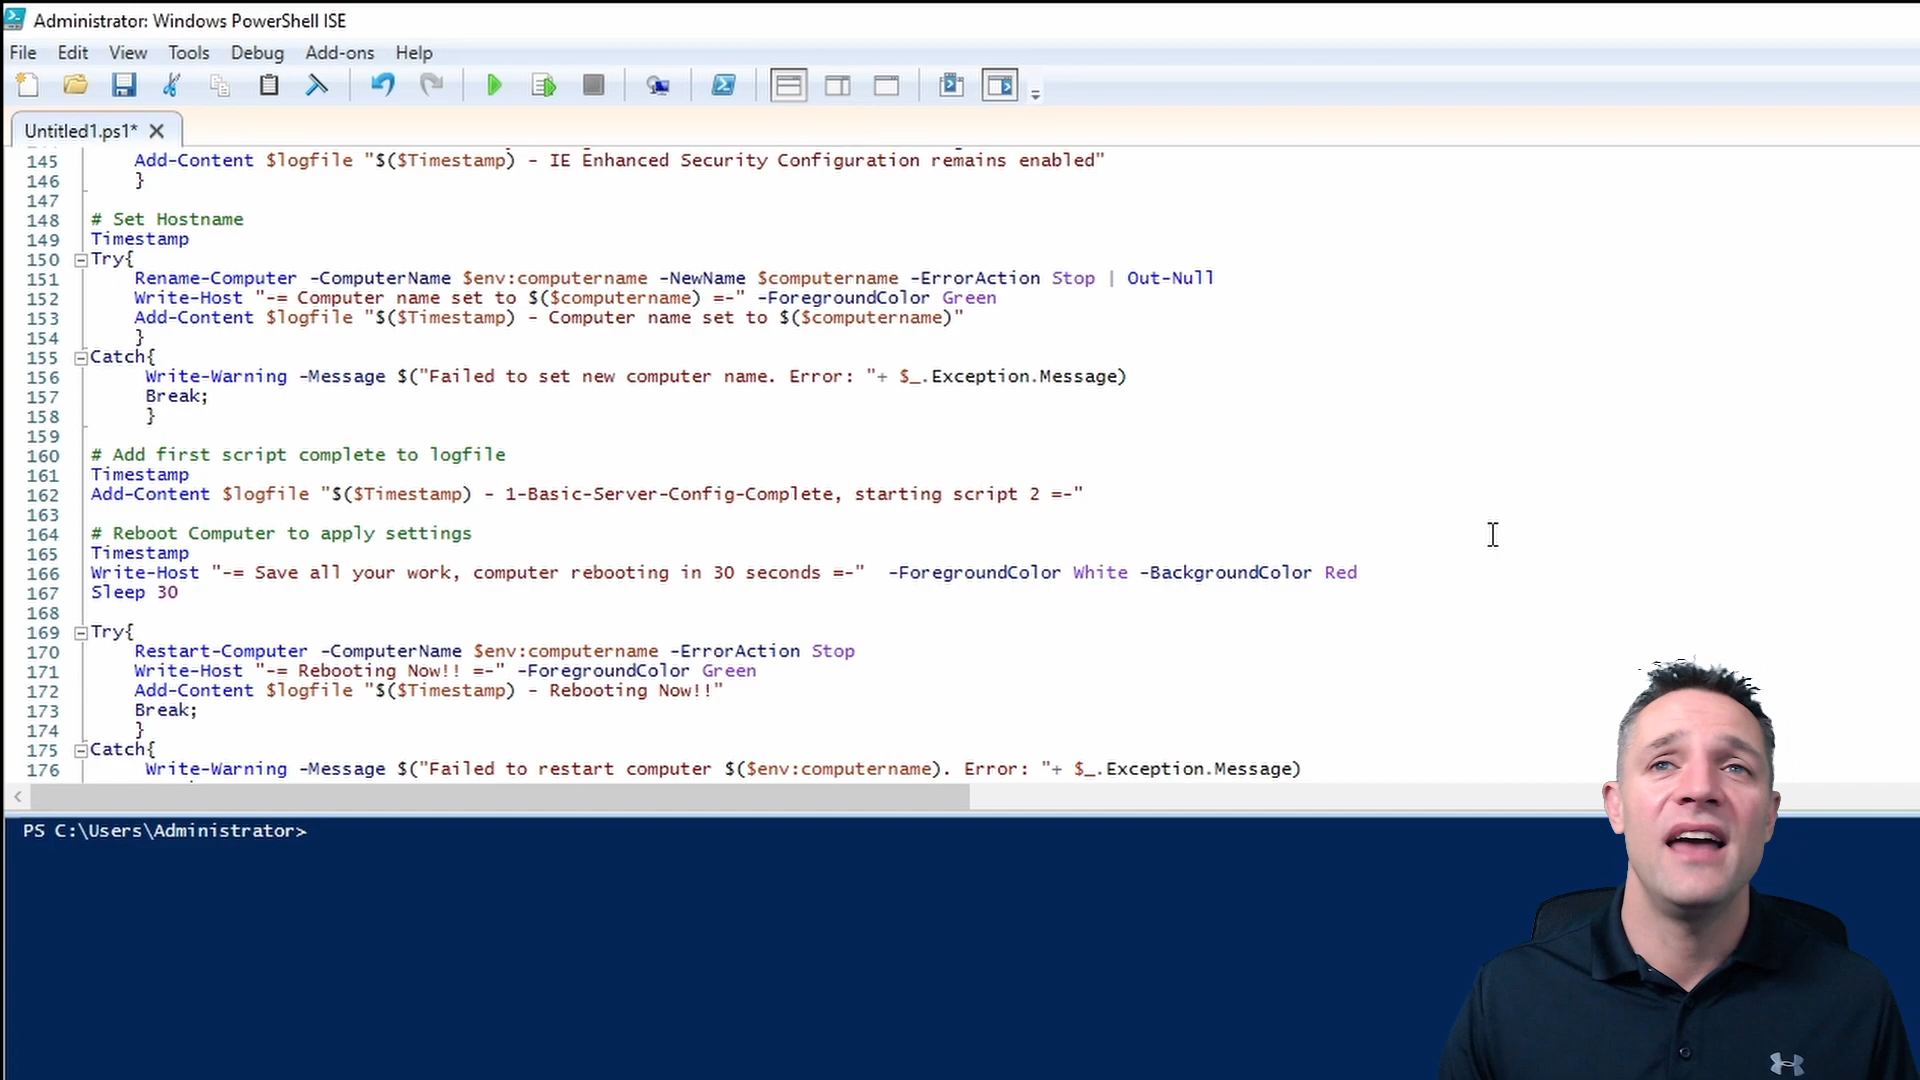 Administrator: Windows PowerShell ISE
File Edit View Tools Debug Add-ons Help
Untitled1.ps1*
145 Add-Content $logfile "$($Timestamp) - IE Enhanced Security Configuration remains enabled"
146 }
147
148 # Set Hostname
149 Timestamp
150 Try{
151 Rename-Computer -ComputerName $env:computername -NewName $computername -ErrorAction Stop | Out-Null
152 Write-Host "-= Computer name set to $($computername) =-" -ForegroundColor Green
153 Add-Content $logfile "$($Timestamp) - Computer name set to $($computername)"
154 }
155 Catch{
156 Write-Warning -Message $("Failed to set new computer name. Error: "+ $_.Exception.Message)
157 Break;
158 }
159
160 # Add first script complete to logfile
161 Timestamp
162 Add-Content $logfile "$($Timestamp) - 1-Basic-Server-Config-Complete, starting script 2 =-"
163
164 # Reboot Computer to apply settings
165 Timestamp
166 Write-Host "-= Save all your work, computer rebooting in 30 seconds =-"  -ForegroundColor White -BackgroundColor Red
167 Sleep 30
168
169 Try{
170 Restart-Computer -ComputerName $env:computername -ErrorAction Stop
171 Write-Host "-= Rebooting Now!! =-" -ForegroundColor Green
172 Add-Content $logfile "$($Timestamp) - Rebooting Now!!"
173 Break;
174 }
175 Catch{
176 Write-Warning -Message $("Failed to restart computer $($env:computername). Error: "+ $_.Exception.Message)
PS C:\Users\Administrator>